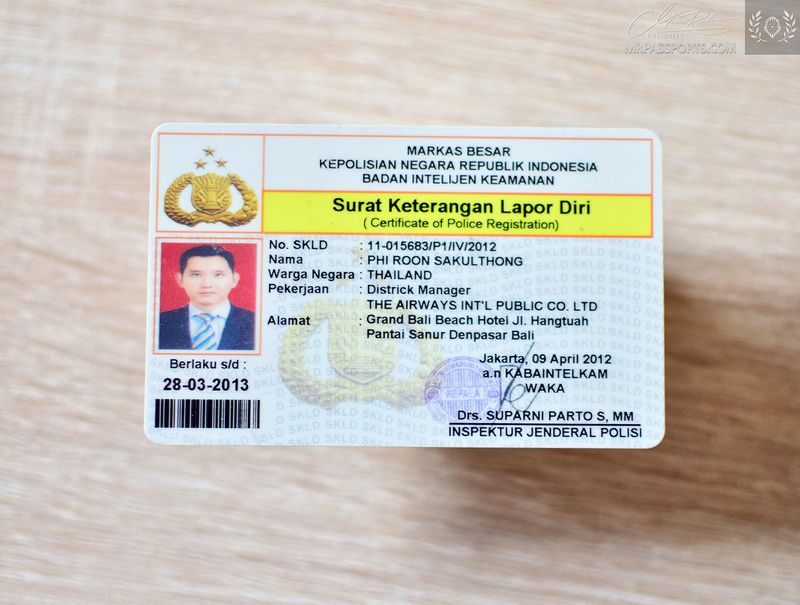 MRPASSPORTS.COM
MARKAS BESAR
KEPOLISIAN NEGARA REPUBLIK INDONESIA
BADAN INTELIJEN KEAMANAN
Surat Keterangan Lapor Diri
( Certificate of Police Registration)
No. SKLD : 11-015683/P1/IV/2012
Nama : PHI ROON SAKULTHONG
Warga Negara : THAILAND
Pekerjaan : Districk Manager
THE AIRWAYS INT'L PUBLIC CO. LTD
Alamat : Grand Bali Beach Hotel Jl. Hangtuah
Pantai Sanur Denpasar Bali
Berlaku s/d :
28-03-2013
Jakarta, 09 April 2012
a.n KABAINTELKAM
WAKA
KEPALA
Drs. SUPARNI PARTO S, MM
INSPEKTUR JENDERAL POLISI